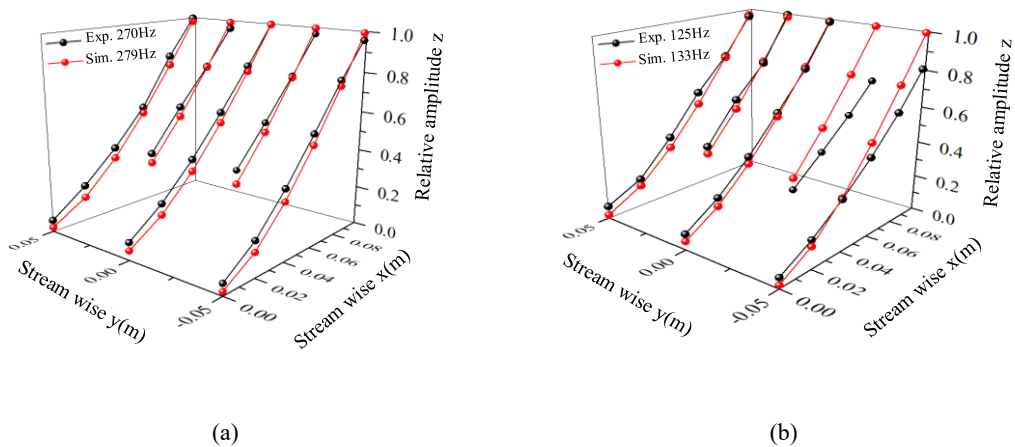 Exp. 270Hz
Sim. 279Hz
1.0
0.8
0.6
0.4
0.2
0.0
Relative amplitude z
0.05
0.00
-0.05
Stream wise y(m)
0.00
0.02
0.04
0.06
0.08
Stream wise x(m)
(a)
Exp. 125Hz
Sim. 133Hz
1.0
0.8
0.6
0.4
0.2
0.0
Relative amplitude z
0.05
0.00
-0.05
Stream wise y(m)
0.00
0.02
0.04
0.06
0.08
Stream wise x(m)
(b)